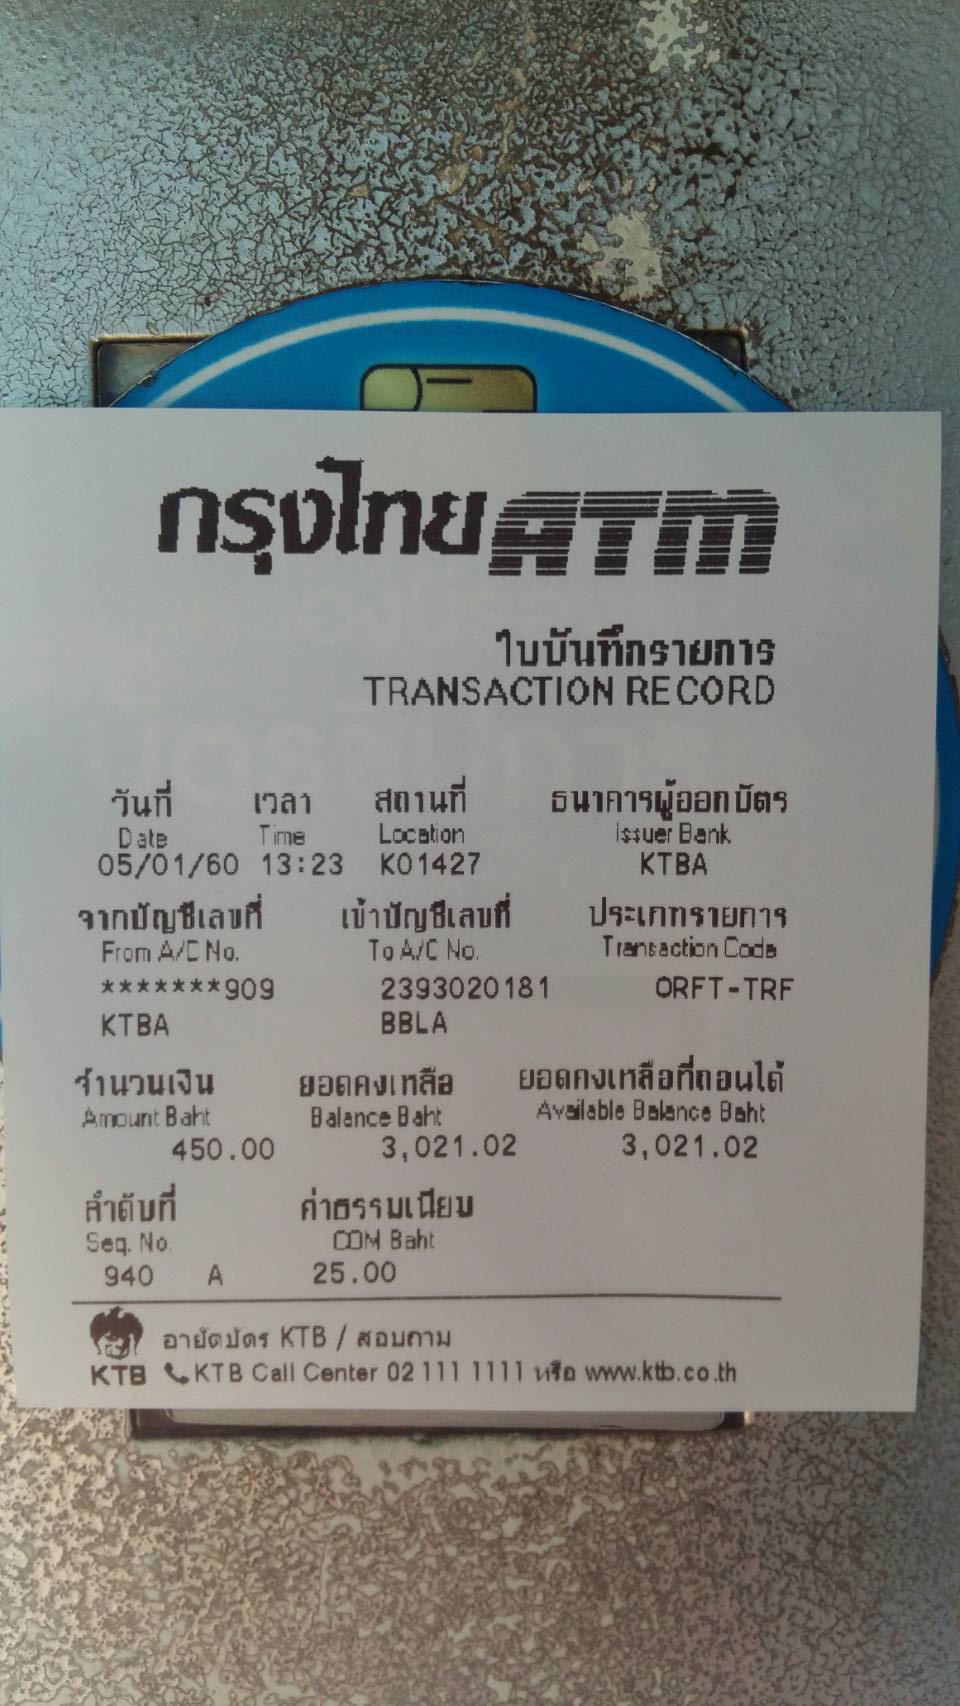 กรุงไทย ATM
ใบบันทึกรายการ
TRANSACTION RECORD
วันที่ เวลา สถานที่ ธนาคารผู้ออกบัตร
Date Time Location Issuer Bank
05/01/60 13:23 K01427 KTBA
จากบัญชีเลขที่ เข้าบัญชีเลขที่ ประเภทรายการ
From A/C No. To A/C No. Transaction Code
*******909 2393020181 ORFT-TRF
KTBA BBLA
จำนวนเงิน ยอดคงเหลือ ยอดคงเหลือที่ถอนได้
Amount Baht Balance Baht Available Balance Baht
450.00 3,021.02 3,021.02
ลำดับที่ ค่าธรรมเนียม
Seq. No. COM Baht
940 A 25.00
อายัดบัตร KTB / สอบถาม
KTB KTB Call Center 02 111 1111 หรือ www.ktb.co.th